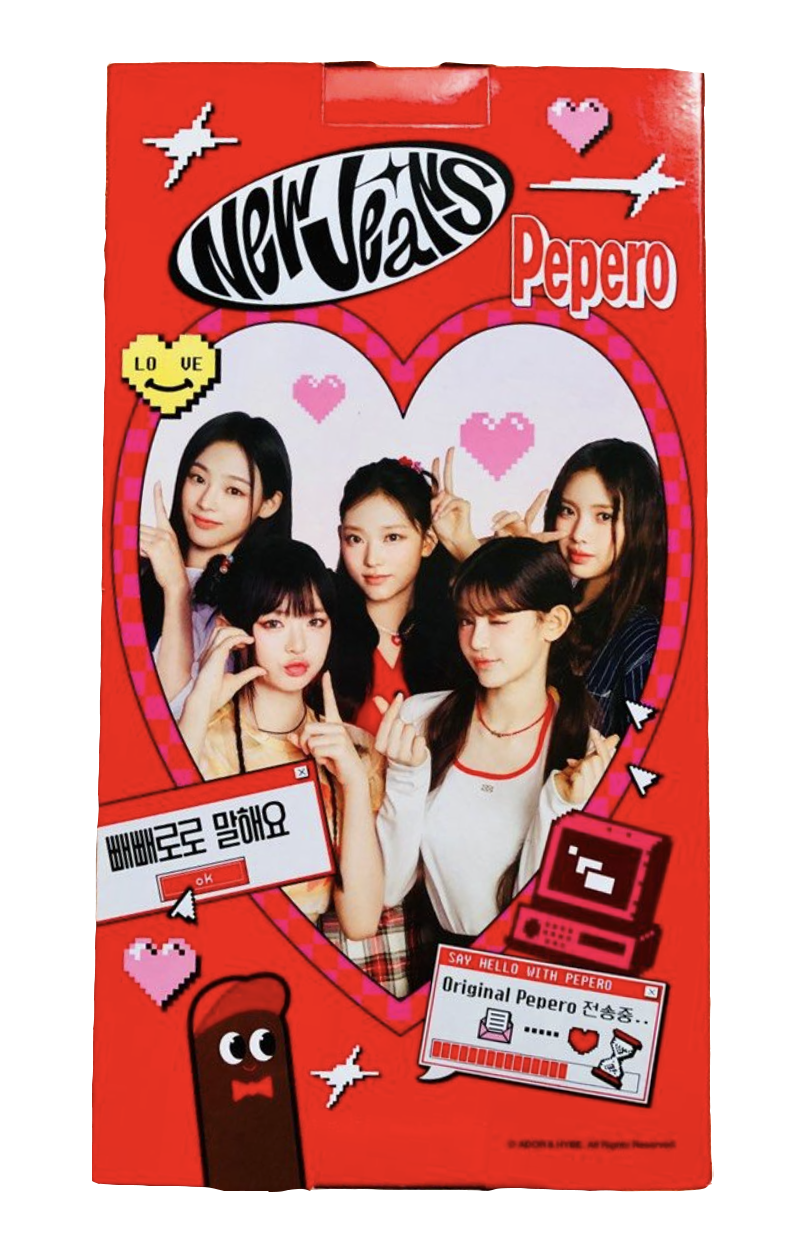 NewJeans
Pepero
LO VE
빼빼로로 말해요
ok
SAY HELLO WITH PEPERO
Original Pepero 전송중..
© ADOR & HYBE. All Rights Reserved.